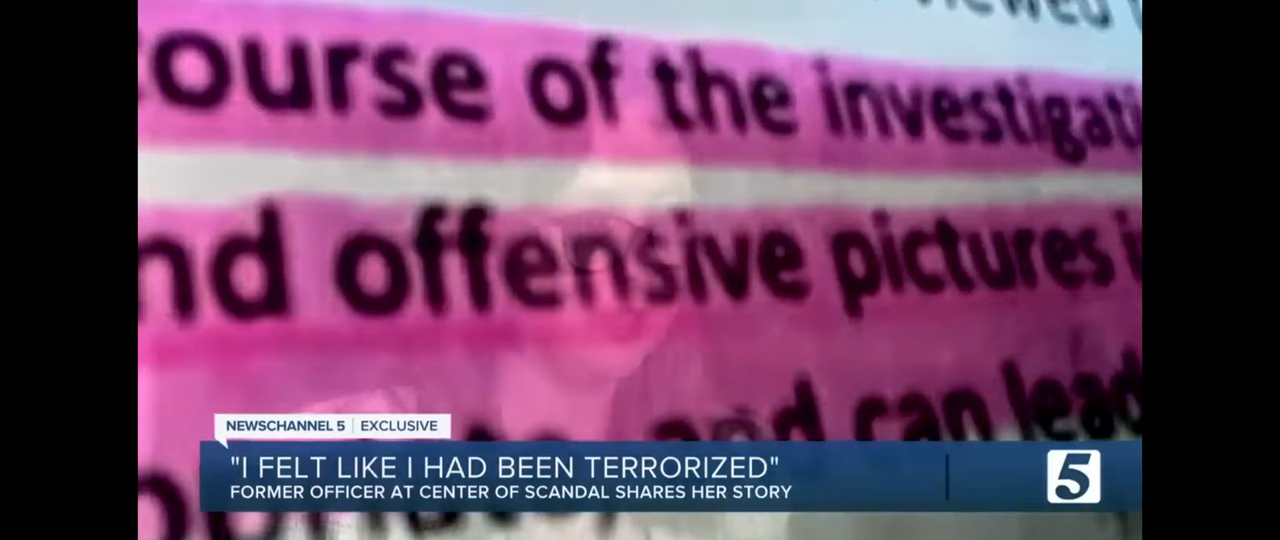 ourse of the investigati
nd offensive pictures i
and can lead
NEWSCHANNEL 5 | EXCLUSIVE
"I FELT LIKE I HAD BEEN TERRORIZED"
FORMER OFFICER AT CENTER OF SCANDAL SHARES HER STORY
5